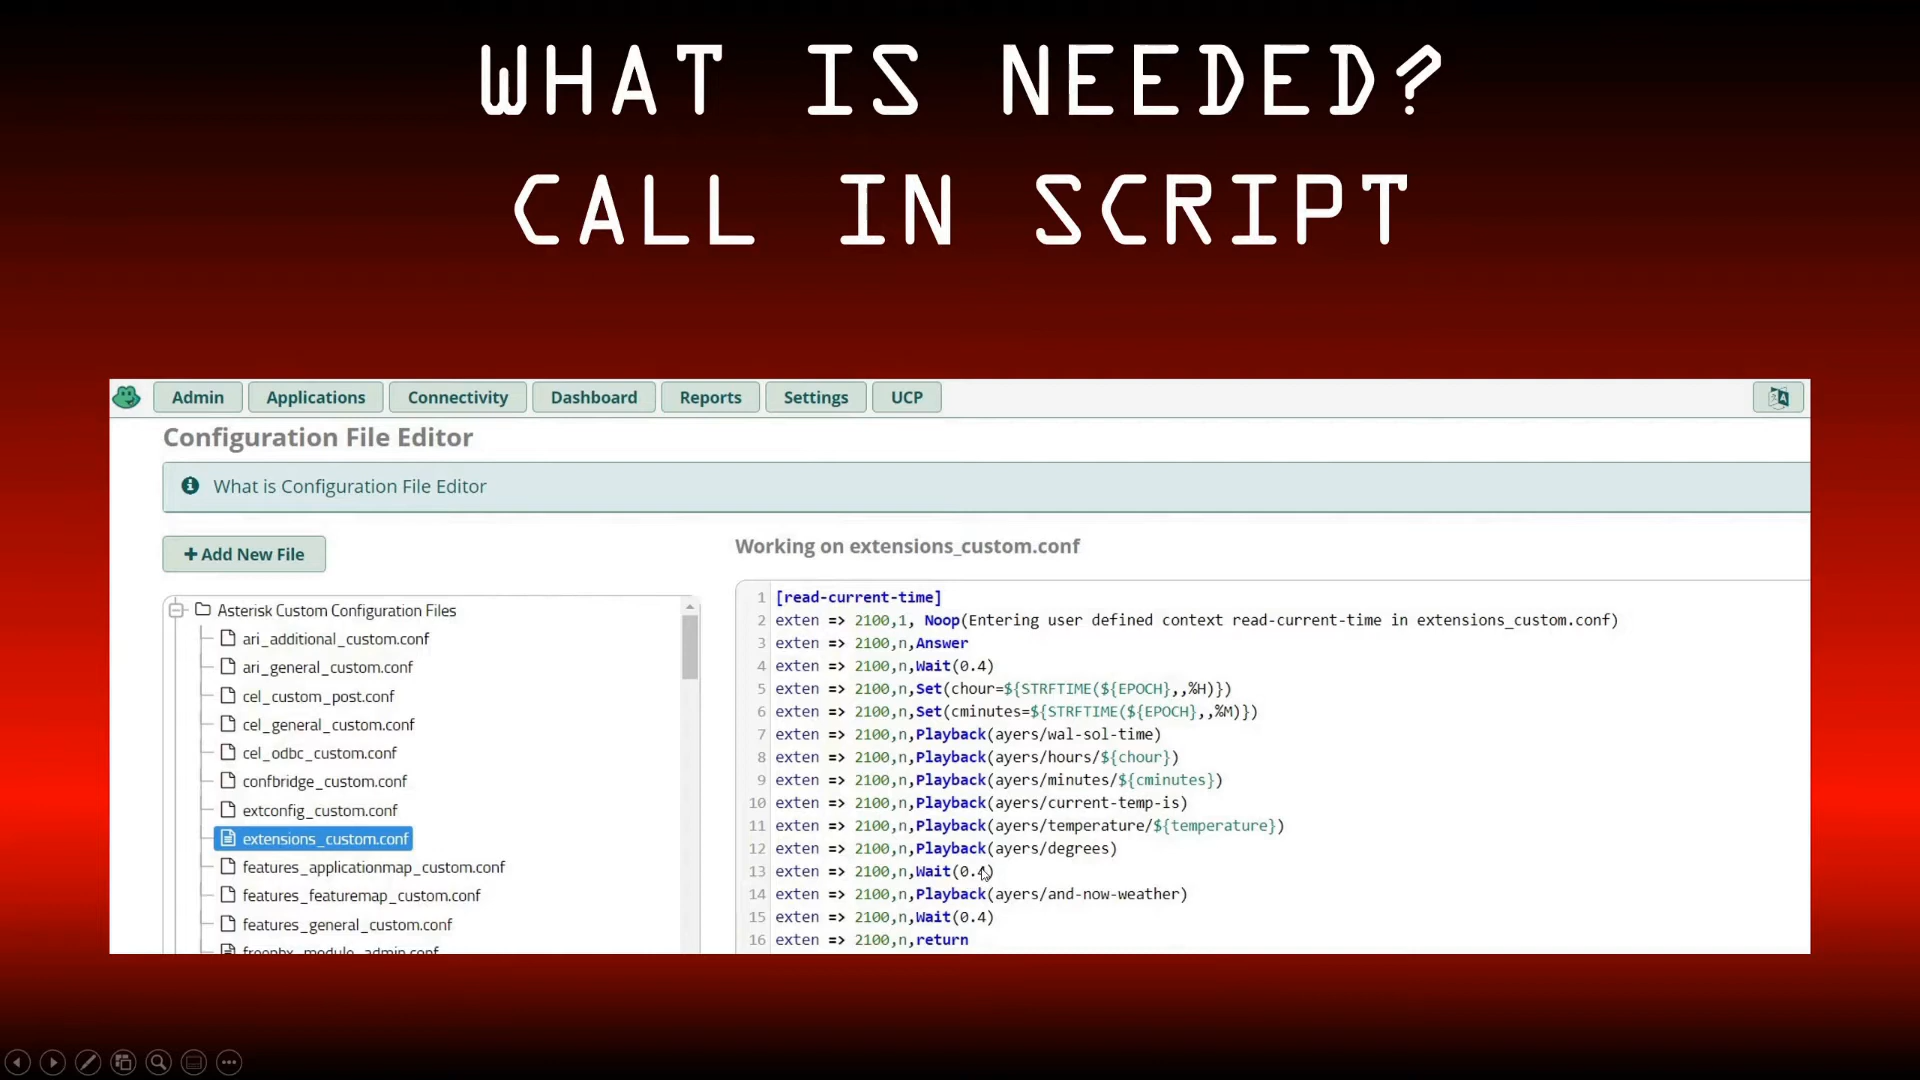 WHAT IS NEEDED?
CALL IN SCRIPT
Admin Applications Connectivity Dashboard Reports Settings UCP
Configuration File Editor
What is Configuration File Editor
Add New File
Asterisk Custom Configuration Files
ari_additional_custom.conf
ari_general_custom.conf
cel_custom_post.conf
cel_general_custom.conf
cel_odbc_custom.conf
confbridge_custom.conf
extconfig_custom.conf
extensions_custom.conf
features_applicationmap_custom.conf
features_featuremap_custom.conf
features_general_custom.conf
freepbx_module_admin.conf
Working on extensions_custom.conf
1 [read-current-time]
2 exten => 2100,1, Noop(Entering user defined context read-current-time in extensions_custom.conf)
3 exten => 2100,n,Answer
4 exten => 2100,n,Wait(0.4)
5 exten => 2100,n,Set(chour=${STRFTIME(${EPOCH},,%H)})
6 exten => 2100,n,Set(cminutes=${STRFTIME(${EPOCH},,%M)})
7 exten => 2100,n,Playback(ayers/wal-sol-time)
8 exten => 2100,n,Playback(ayers/hours/${chour})
9 exten => 2100,n,Playback(ayers/minutes/${cminutes})
10 exten => 2100,n,Playback(ayers/current-temp-is)
11 exten => 2100,n,Playback(ayers/temperature/${temperature})
12 exten => 2100,n,Playback(ayers/degrees)
13 exten => 2100,n,Wait(0.4)
14 exten => 2100,n,Playback(ayers/and-now-weather)
15 exten => 2100,n,Wait(0.4)
16 exten => 2100,n,return